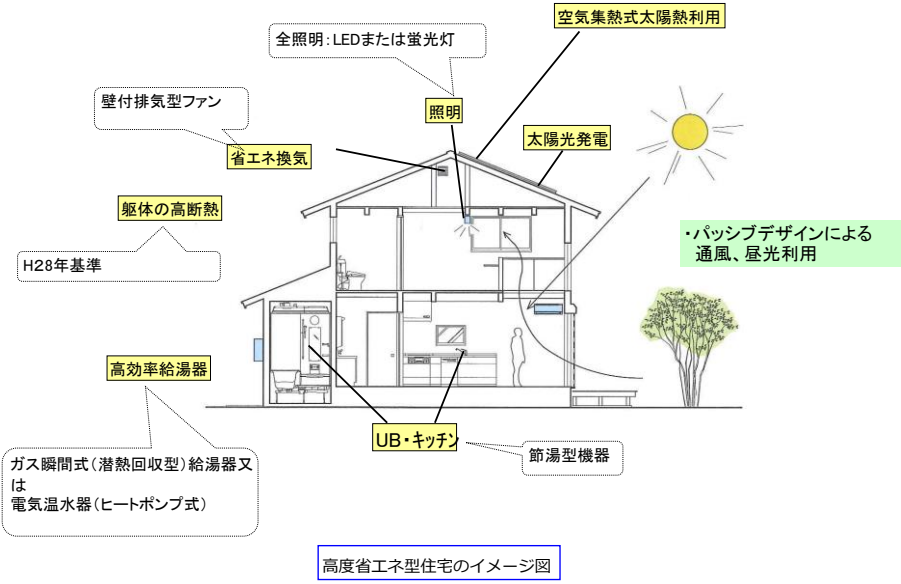 空気集熱式太陽熱利用
全照明：LEDまたは蛍光灯
壁付排気型ファン
照明
太陽光発電
省エネ換気
躯体の高断熱
・パッシブデザインによる
通風、昼光利用
H28年基準
高効率給湯器
UB・キッチン
ガス瞬間式（潜熱回収型）給湯器又
は
電気温水器（ヒートポンプ式）
節湯型機器
高度省エネ型住宅のイメージ図